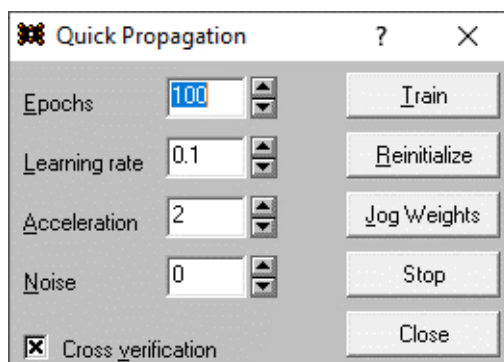 Quick Propagation ?
Epochs 100 Train
Learning rate 0.1 Reinitialize
Acceleration 2 Jog Weights
Noise 0 Stop
Cross verification Close